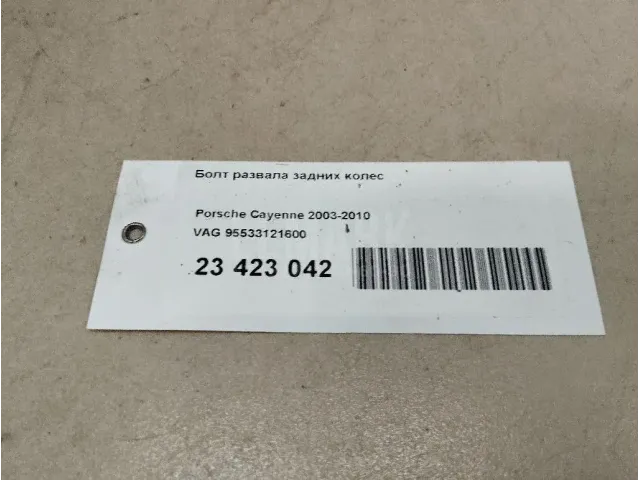 Болт развала задних колес
Porsche Cayenne 2003-2010
VAG 95533121600
23 423 042